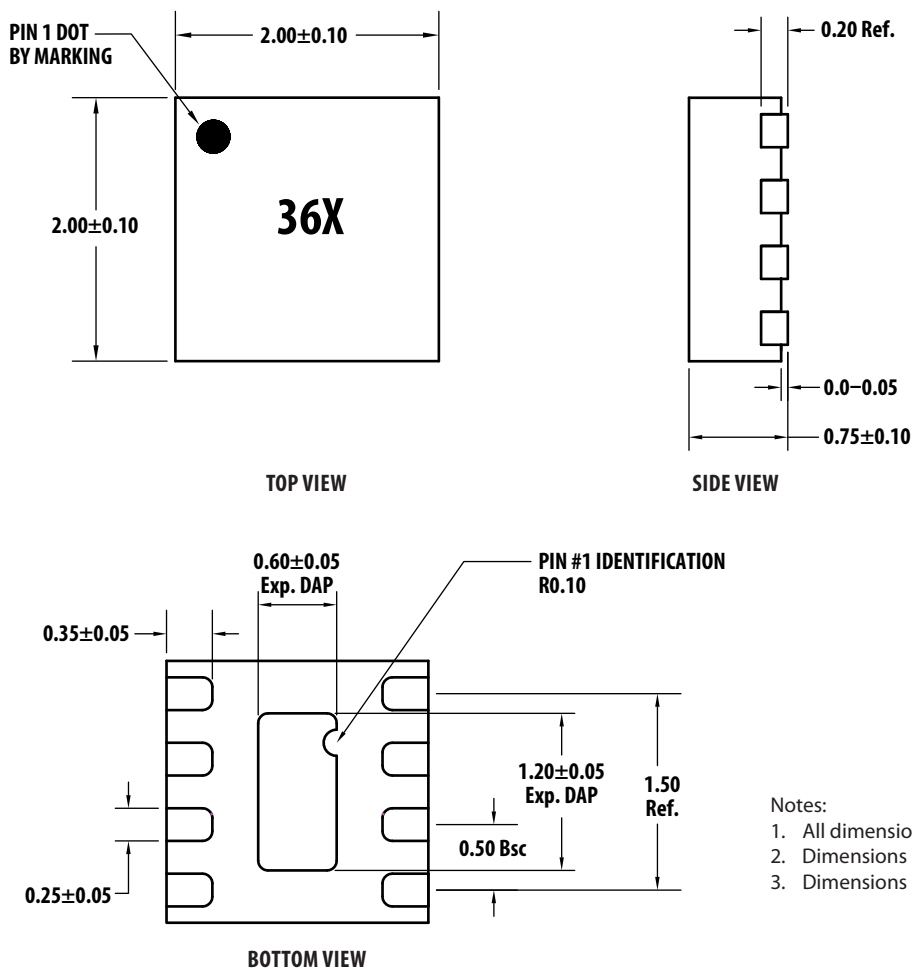 PIN 1 DOT
BY MARKING
2.00±0.10
0.20 Ref.
2.00±0.10
36X
0.0–0.05
0.75±0.10
TOP VIEW
SIDE VIEW
0.60±0.05
Exp. DAP
PIN #1 IDENTIFICATION
R0.10
0.35±0.05
1.20±0.05
Exp. DAP
1.50
Ref.
0.50 Bsc
0.25±0.05
Notes:
1. All dimensio
2. Dimensions
3. Dimensions
BOTTOM VIEW